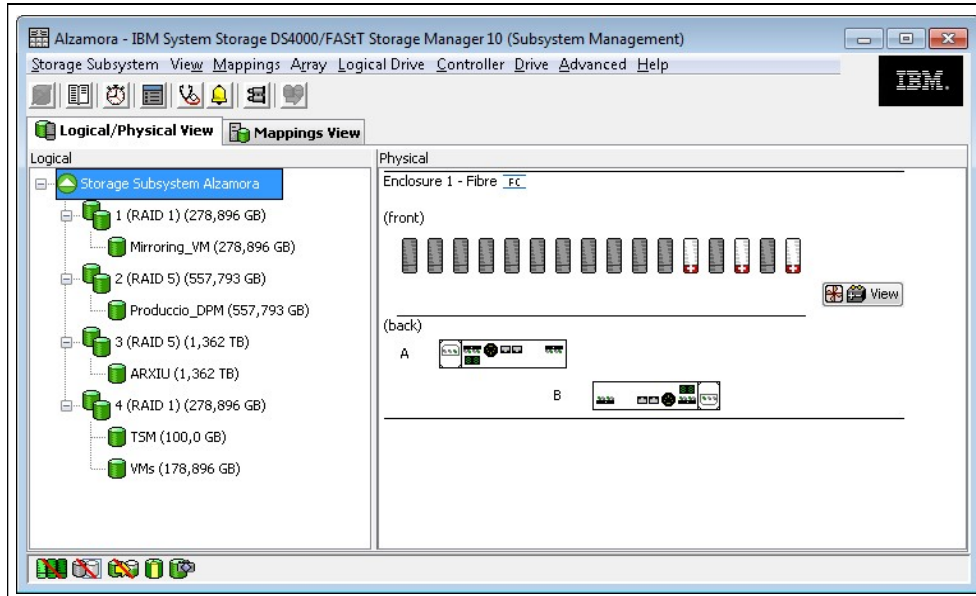 Alzamora - IBM System Storage DS4000/FAStT Storage Manager 10 (Subsystem Management)
Storage Subsystem View Mappings Array Logical Drive Controller Drive Advanced Help
IBM.
Logical/Physical View Mappings View
Logical
Storage Subsystem Alzamora
1 (RAID 1) (278,896 GB)
Mirroring_VM (278,896 GB)
2 (RAID 5) (557,793 GB)
Produccio_DPM (557,793 GB)
3 (RAID 5) (1,362 TB)
ARXIU (1,362 TB)
4 (RAID 1) (278,896 GB)
TSM (100,0 GB)
VMs (178,896 GB)
Physical
Enclosure 1 - Fibre FC
(front)
View
(back)
A
B